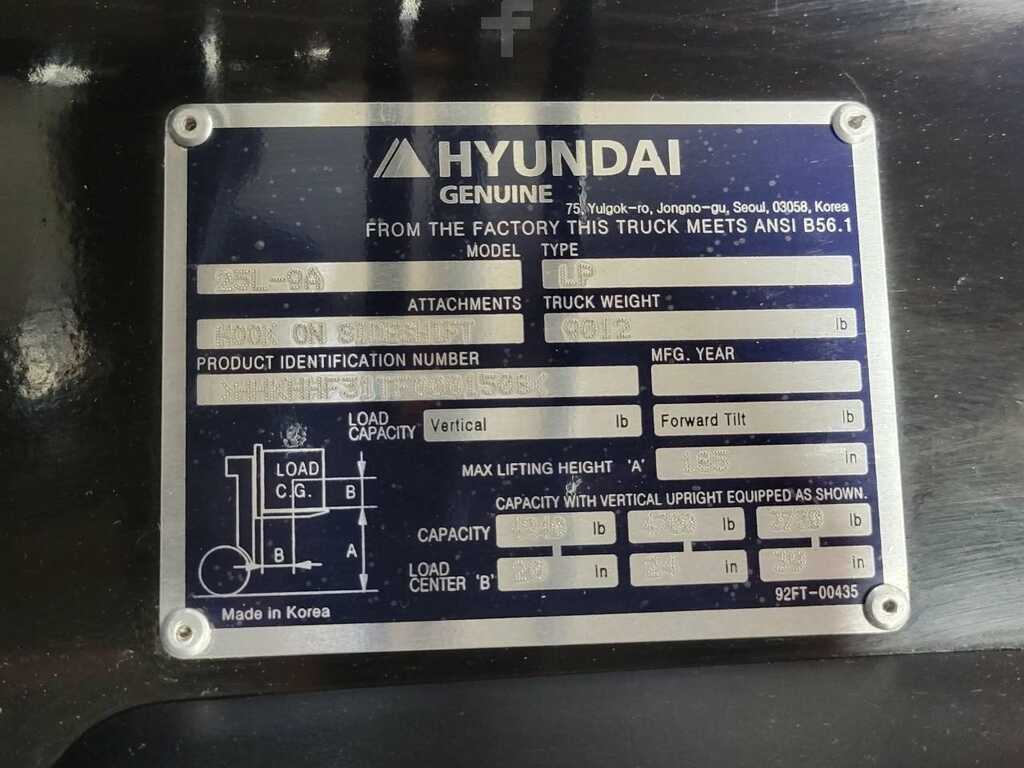 HYUNDAI
GENUINE
75, Yulgok-ro, Jongno-gu, Seoul, 03058, Korea
FROM THE FACTORY THIS TRUCK MEETS ANSI B56.1
MODEL TYPE
25L-9A LP
ATTACHMENTS TRUCK WEIGHT
HOOK ON SIDESHIFT 9012 lb
PRODUCT IDENTIFICATION NUMBER MFG. YEAR
LOAD CAPACITY Vertical lb Forward Tilt lb
MAX LIFTING HEIGHT 'A' in
CAPACITY WITH VERTICAL UPRIGHT EQUIPPED AS SHOWN.
CAPACITY lb lb lb
LOAD CENTER 'B' in 24 in in
LOAD
C.G.
B
B
A
92FT-00435
Made in Korea